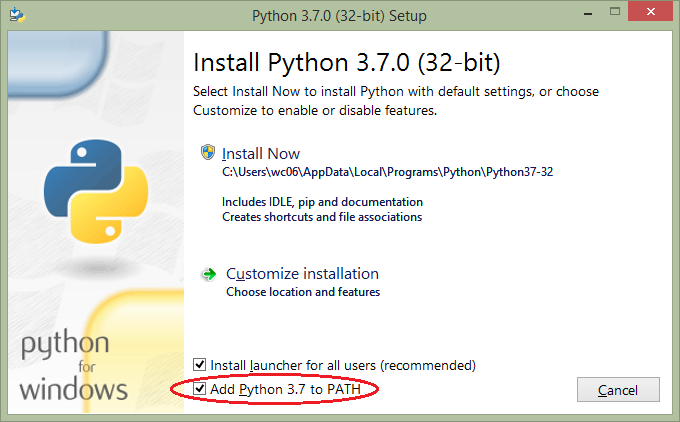 Python 3.7.0 (32-bit) Setup
Install Python 3.7.0 (32-bit)
Select Install Now to install Python with default settings, or choose
Customize to enable or disable features.
Install Now
C:\Users\wc06\AppData\Local\Programs\Python\Python37-32
Includes IDLE, pip and documentation
Creates shortcuts and file associations
Customize installation
Choose location and features
python
for
windows
Install launcher for all users (recommended)
Add Python 3.7 to PATH
Cancel